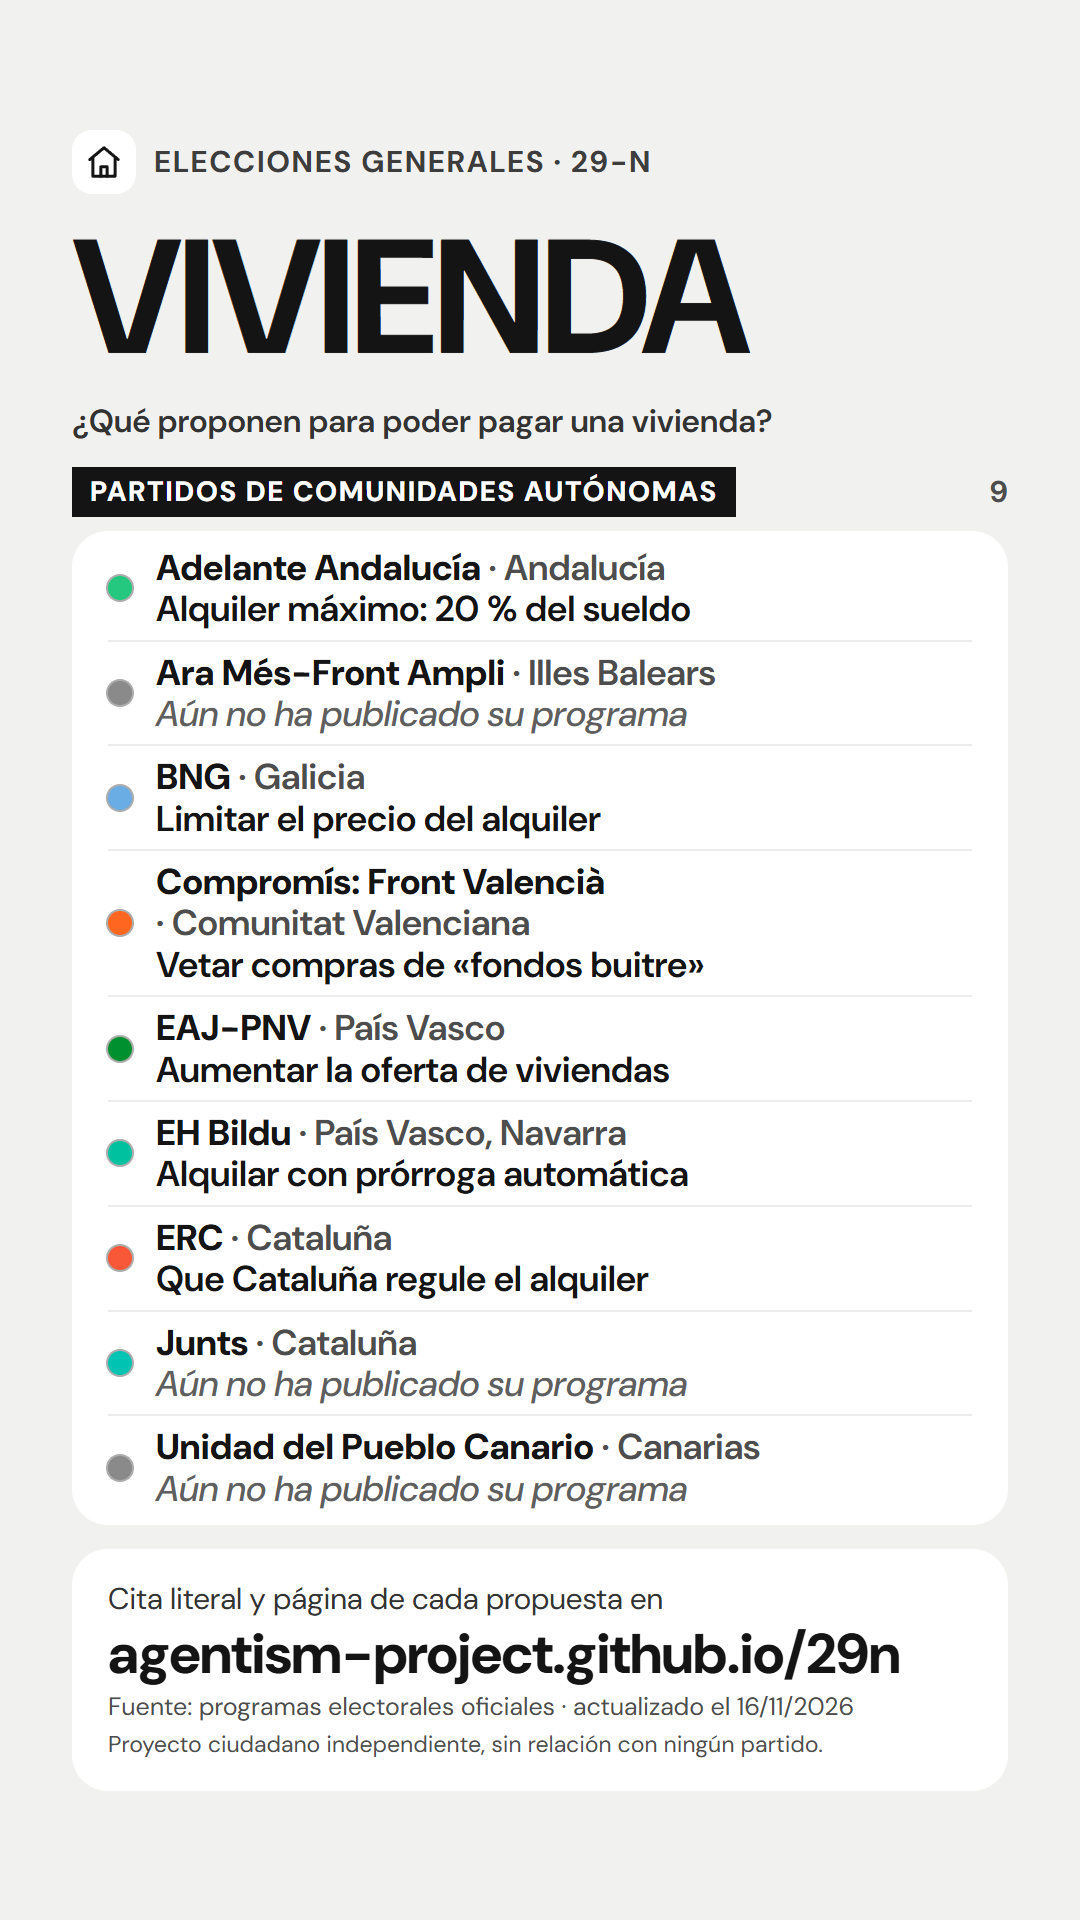 ELECCIONES GENERALES · 29-N
VIVIENDA
¿Qué proponen para poder pagar una vivienda?
PARTIDOS DE COMUNIDADES AUTÓNOMAS 9
Adelante Andalucía · Andalucía
Alquiler máximo: 20 % del sueldo
Ara Més-Front Ampli · Illes Balears
Aún no ha publicado su programa
BNG · Galicia
Limitar el precio del alquiler
Compromís: Front Valencià
· Comunitat Valenciana
Vetar compras de «fondos buitre»
EAJ-PNV · País Vasco
Aumentar la oferta de viviendas
EH Bildu · País Vasco, Navarra
Alquilar con prórroga automática
ERC · Cataluña
Que Cataluña regule el alquiler
Junts · Cataluña
Aún no ha publicado su programa
Unidad del Pueblo Canario · Canarias
Aún no ha publicado su programa
Cita literal y página de cada propuesta en
agentism-project.github.io/29n
Fuente: programas electorales oficiales · actualizado el 16/11/2026
Proyecto ciudadano independiente, sin relación con ningún partido.